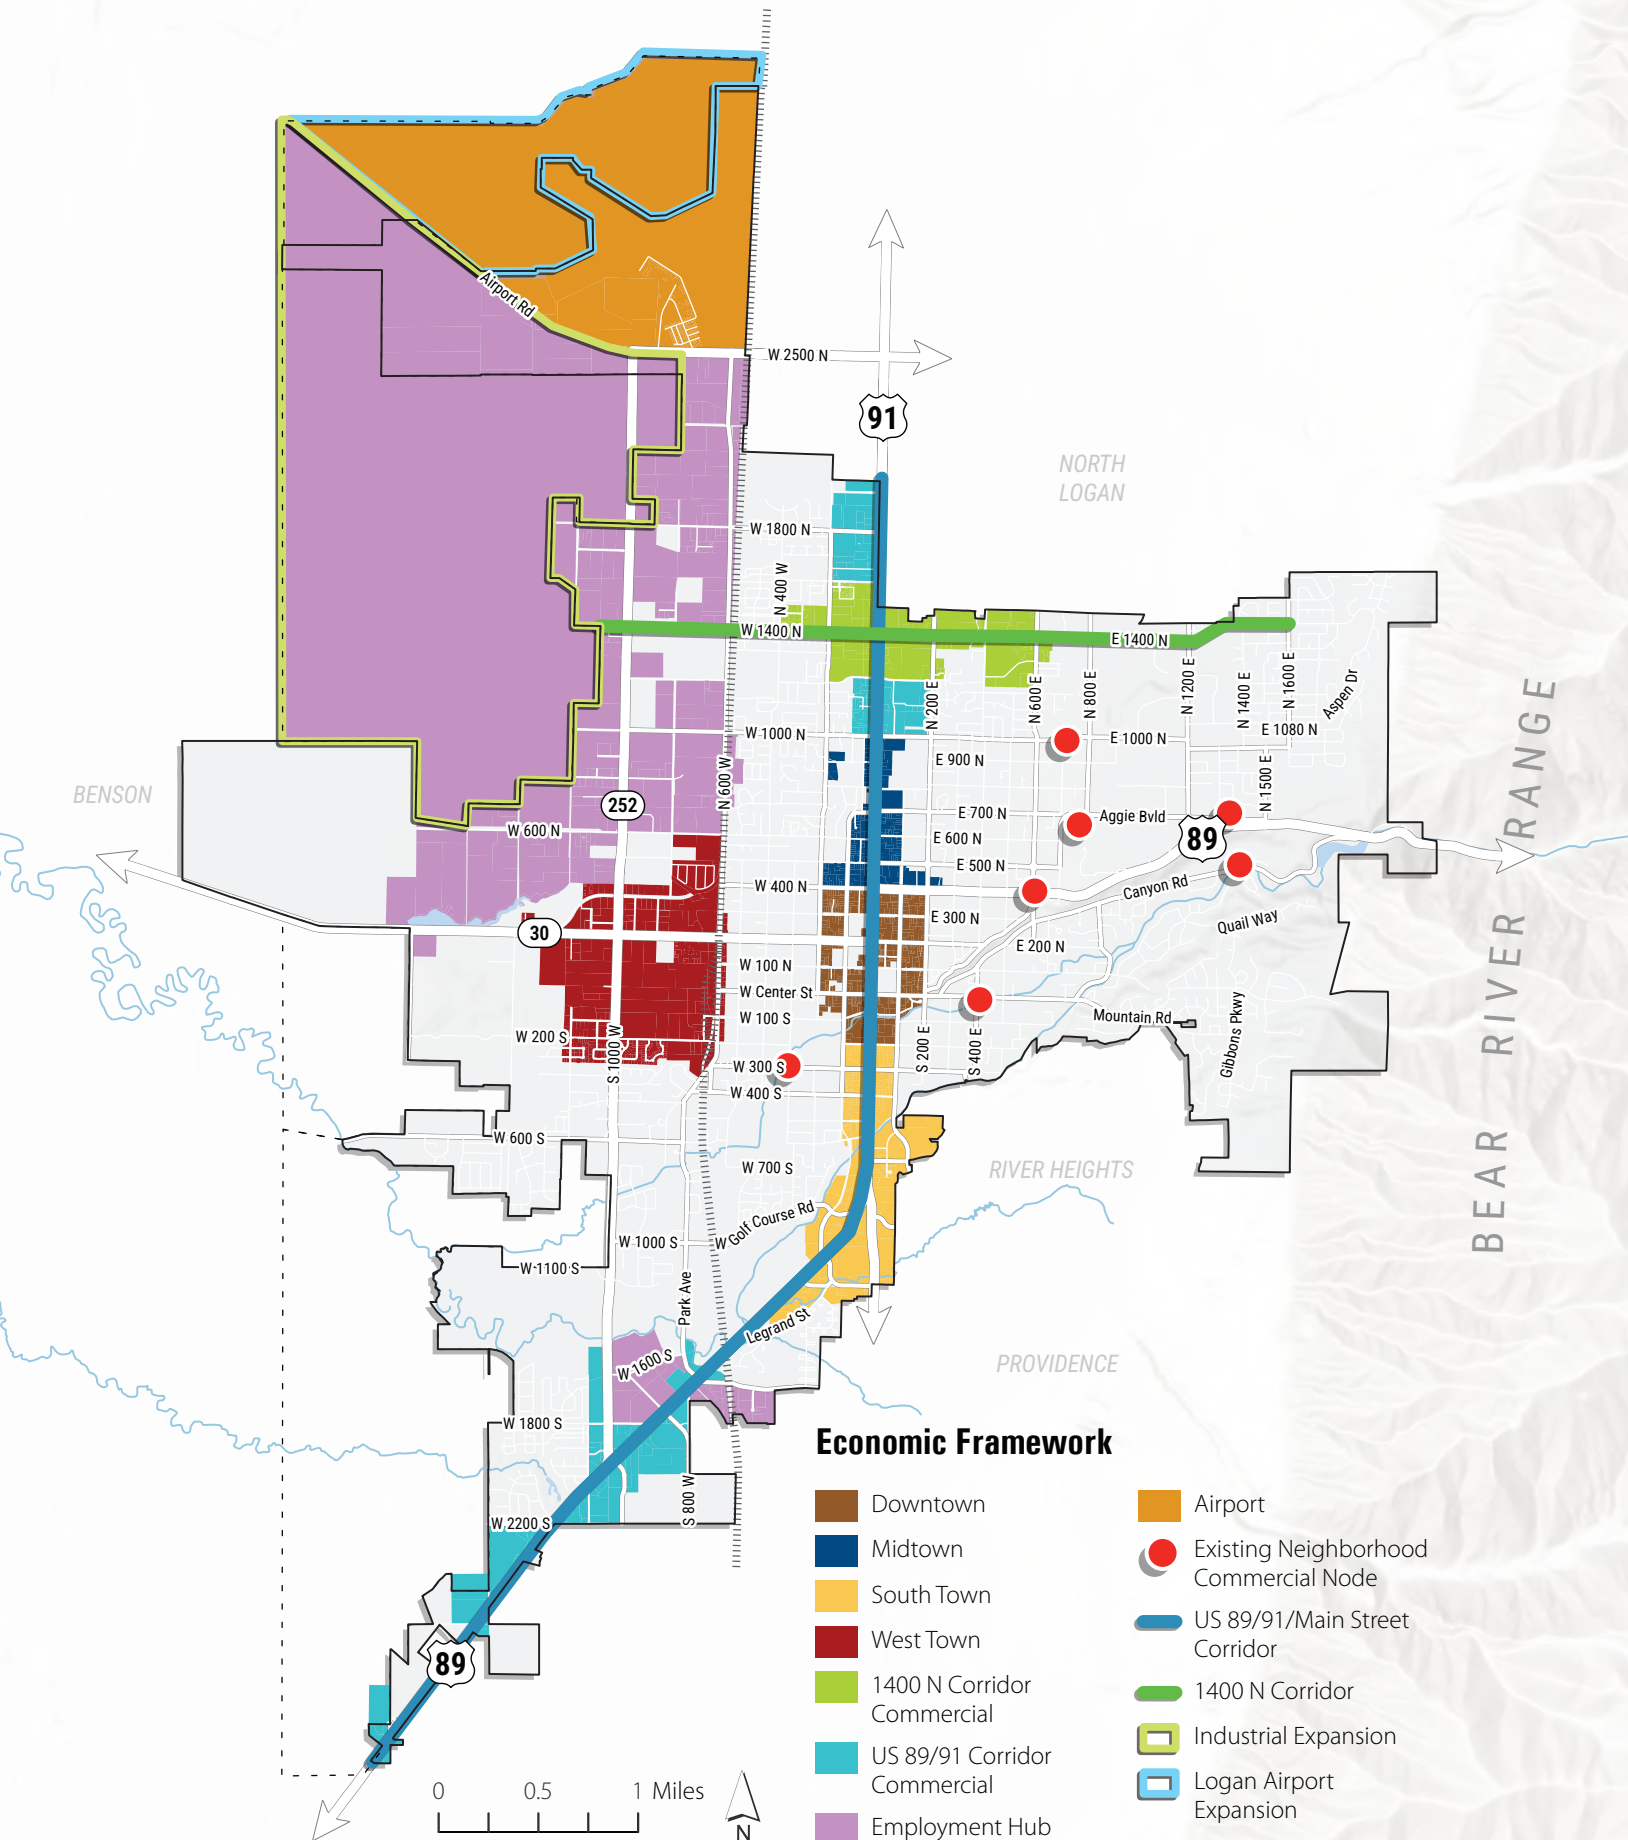 Airport Rd
W 2500 N
91
NORTH
LOGAN
W 1800 N
N 400 W
W 1400 N
E 1400 N
N 200 E
N 600 E
N 800 E
N 1200 E
N 1400 E
N 1600 E
Aspen Dr
W 1000 N
E 1000 N
E 1080 N
E 900 N
N 600 W
N 1500 E
BENSON
252
W 600 N
E 700 N
Aggie Bvld
E 600 N
89
E 500 N
W 400 N
Canyon Rd
E 300 N
Quail Way
30
E 200 N
W 100 N
W Center St
W 100 S
Mountain Rd
Gibbons Pkwy
W 200 S
S 1000 W
S 200 E
S 400 E
W 300 S
W 400 S
W 600 S
W 700 S
RIVER HEIGHTS
BEAR RIVER RANGE
W Golf Course Rd
W 1000 S
W 1100 S
Park Ave
Legrand St
W 1600 S
PROVIDENCE
W 1800 S
S 800 W
W 2200 S
89
Economic Framework
Downtown
Midtown
South Town
West Town
1400 N Corridor
Commercial
US 89/91 Corridor
Commercial
Employment Hub
Airport
Existing Neighborhood
Commercial Node
US 89/91/Main Street
Corridor
1400 N Corridor
Industrial Expansion
Logan Airport
Expansion
0 0.5 1 Miles
N